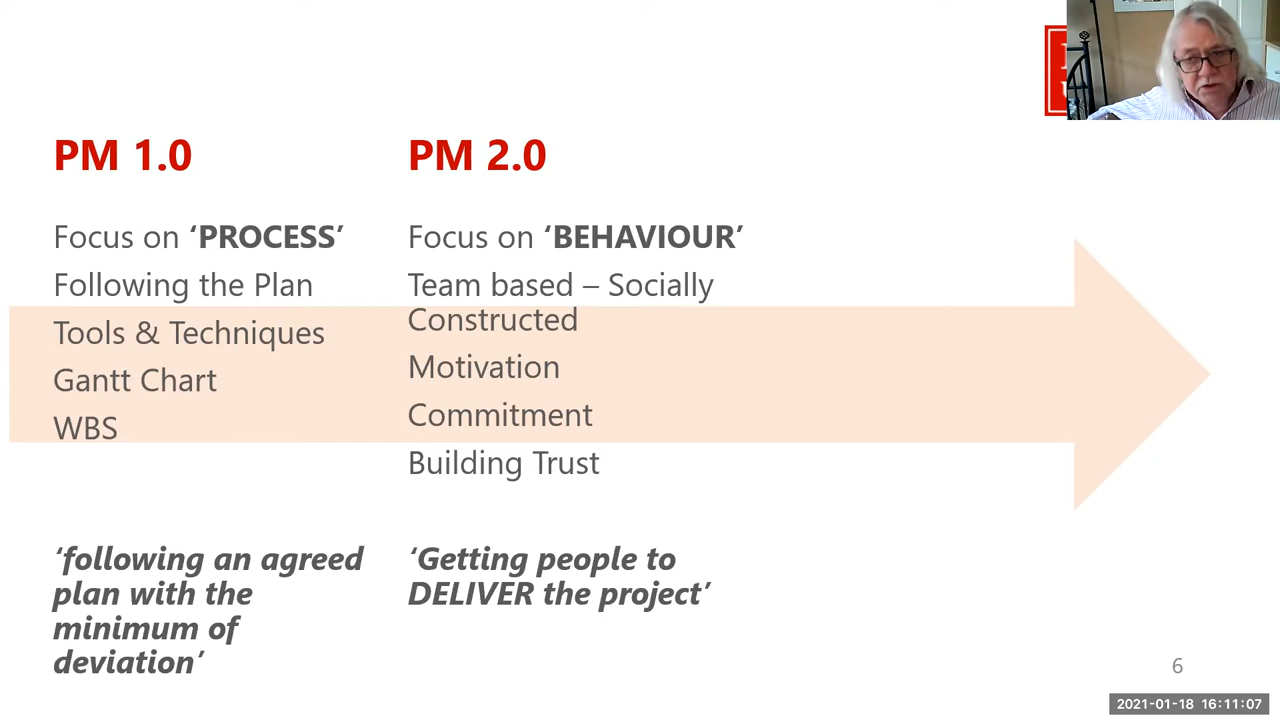 PM 1.0
Focus on ‘PROCESS’
Following the Plan
Tools & Techniques
Gantt Chart
WBS
‘following an agreed
plan with the
minimum of
deviation’
PM 2.0
Focus on ‘BEHAVIOUR’
Team based – Socially
Constructed
Motivation
Commitment
Building Trust
‘Getting people to
DELIVER the project’
6
2021-01-18 16:11:07